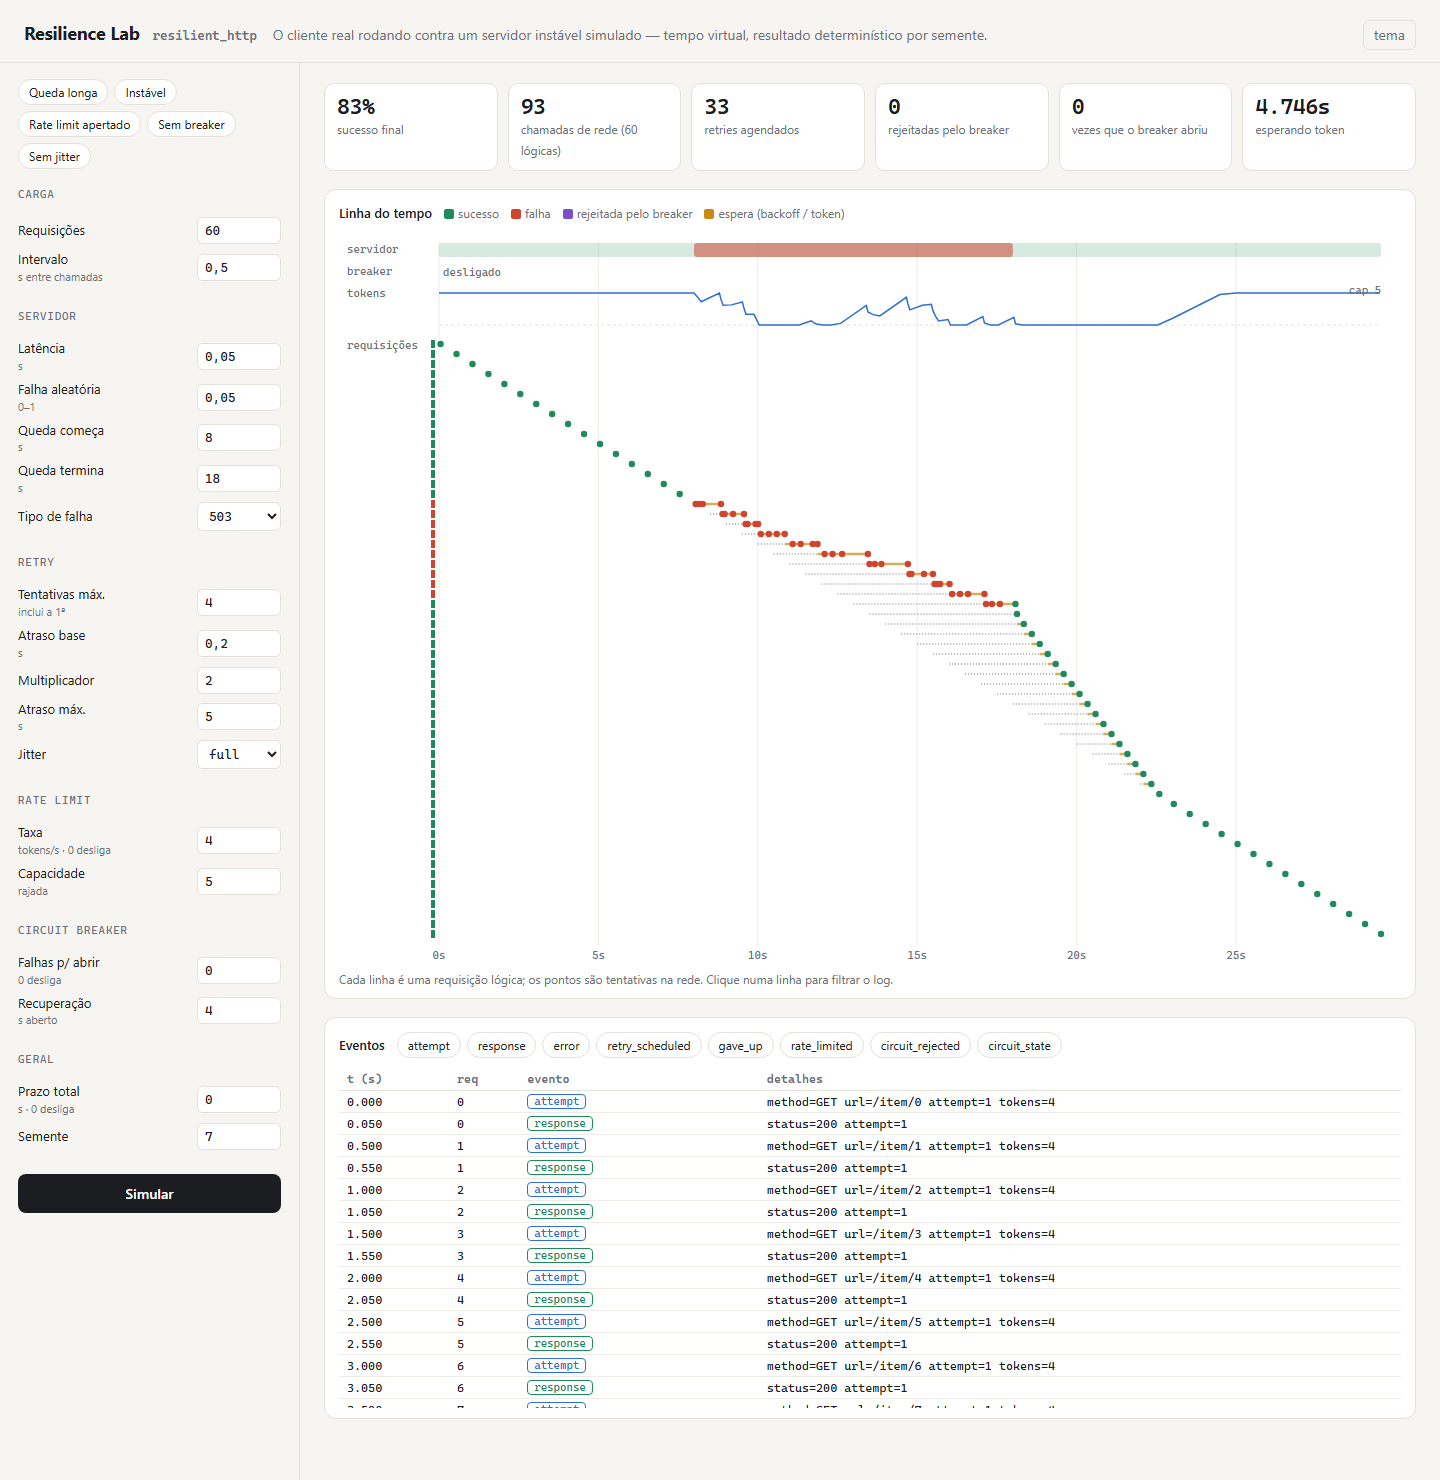 Resilience Lab resilient_http O cliente real rodando contra um servidor instável simulado — tempo virtual, resultado determinístico por semente. tema
Queda longa Instável
Rate limit apertado Sem breaker
Sem jitter
CARGA
Requisições 60
Intervalo 0,5
s entre chamadas
SERVIDOR
Latência 0,05
s
Falha aleatória 0,05
0–1
Queda começa 8
s
Queda termina 18
s
Tipo de falha 503
RETRY
Tentativas máx. 4
inclui a 1ª
Atraso base 0,2
s
Multiplicador 2
Atraso máx. 5
s
Jitter full
RATE LIMIT
Taxa 4
tokens/s · 0 desliga
Capacidade 5
rajada
CIRCUIT BREAKER
Falhas p/ abrir 0
0 desliga
Recuperação 4
s aberto
GERAL
Prazo total 0
s · 0 desliga
Semente 7
Simular
83%
sucesso final
93
chamadas de rede (60
lógicas)
33
retries agendados
0
rejeitadas pelo breaker
0
vezes que o breaker abriu
4.746s
esperando token
Linha do tempo sucesso falha rejeitada pelo breaker espera (backoff / token)
servidor
breaker desligado
tokens cap 5
requisições
0s 5s 10s 15s 20s 25s
Cada linha é uma requisição lógica; os pontos são tentativas na rede. Clique numa linha para filtrar o log.
Eventos attempt response error retry_scheduled gave_up rate_limited circuit_rejected circuit_state
t (s) req evento detalhes
0.000 0 attempt method=GET url=/item/0 attempt=1 tokens=4
0.050 0 response status=200 attempt=1
0.500 1 attempt method=GET url=/item/1 attempt=1 tokens=4
0.550 1 response status=200 attempt=1
1.000 2 attempt method=GET url=/item/2 attempt=1 tokens=4
1.050 2 response status=200 attempt=1
1.500 3 attempt method=GET url=/item/3 attempt=1 tokens=4
1.550 3 response status=200 attempt=1
2.000 4 attempt method=GET url=/item/4 attempt=1 tokens=4
2.050 4 response status=200 attempt=1
2.500 5 attempt method=GET url=/item/5 attempt=1 tokens=4
2.550 5 response status=200 attempt=1
3.000 6 attempt method=GET url=/item/6 attempt=1 tokens=4
3.050 6 response status=200 attempt=1